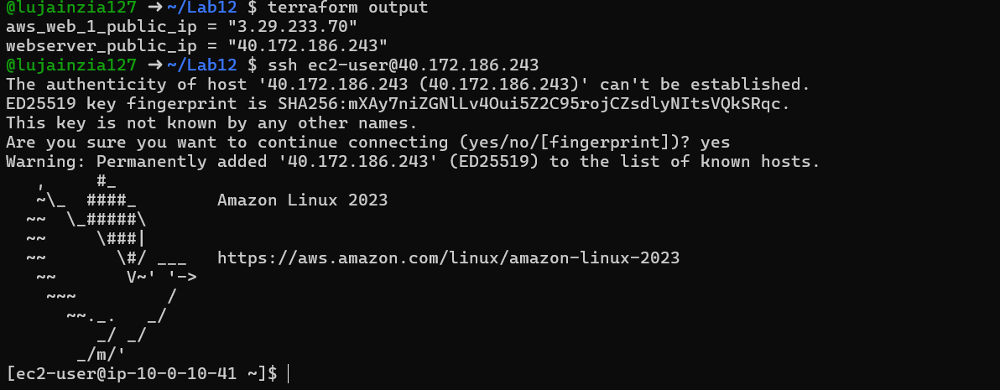 @lujainzia127 ➜ ~/Lab12 $ terraform output
aws_web_1_public_ip = "3.29.233.70"
webserver_public_ip = "40.172.186.243"
@lujainzia127 ➜ ~/Lab12 $ ssh ec2-user@40.172.186.243
The authenticity of host '40.172.186.243 (40.172.186.243)' can't be established.
ED25519 key fingerprint is SHA256:mXAy7niZGNlLv4Oui5Z2C95rojCZsdlyNItsVQkSRqc.
This key is not known by any other names.
Are you sure you want to continue connecting (yes/no/[fingerprint])? yes
Warning: Permanently added '40.172.186.243' (ED25519) to the list of known hosts.
   ,     #_
   ~\_  ####_        Amazon Linux 2023
  ~~  \_#####\
  ~~     \###|
  ~~       \#/ ___   https://aws.amazon.com/linux/amazon-linux-2023
   ~~       V~' '->
    ~~~         /
      ~~._.   _/
         _/ _/
       _/m/'
[ec2-user@ip-10-0-10-41 ~]$